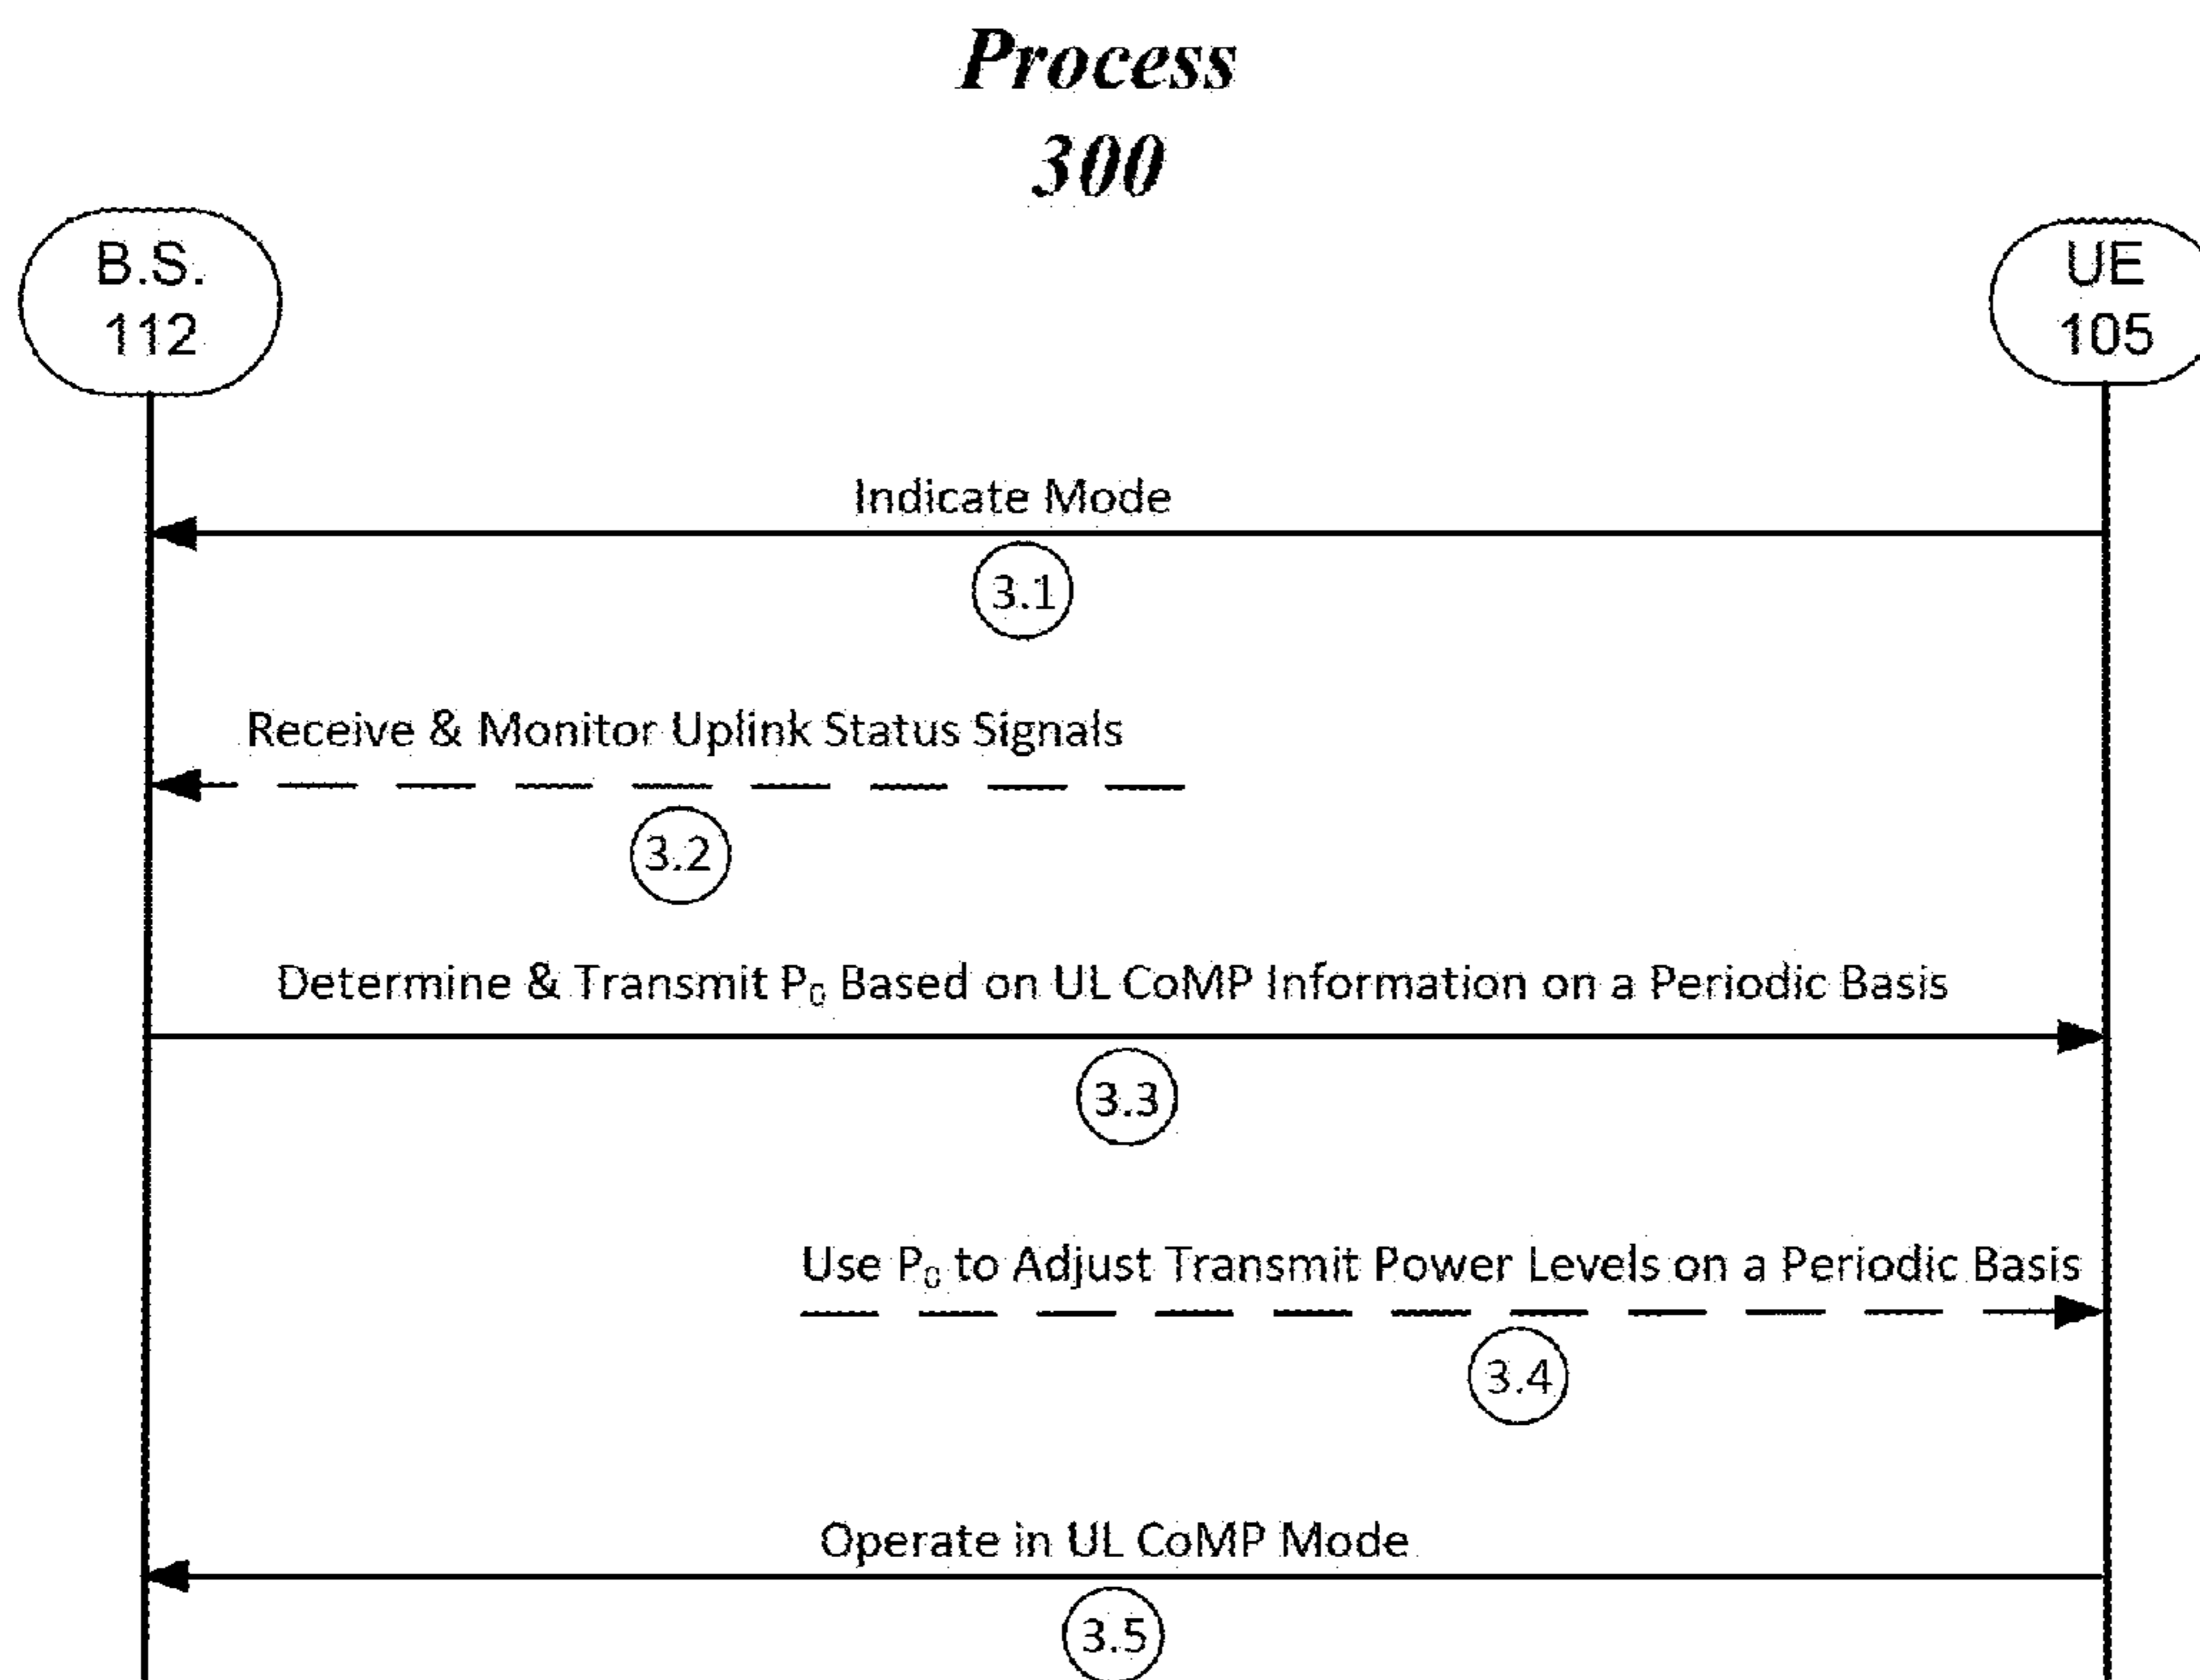 Process
300
B.S.
112
UE
105
Indicate Mode
3.1
Receive & Monitor Uplink Status Signals
3.2
Determine & Transmit P₀ Based on UL CoMP Information on a Periodic Basis
3.3
Use P₀ to Adjust Transmit Power Levels on a Periodic Basis
3.4
Operate in UL CoMP Mode
3.5